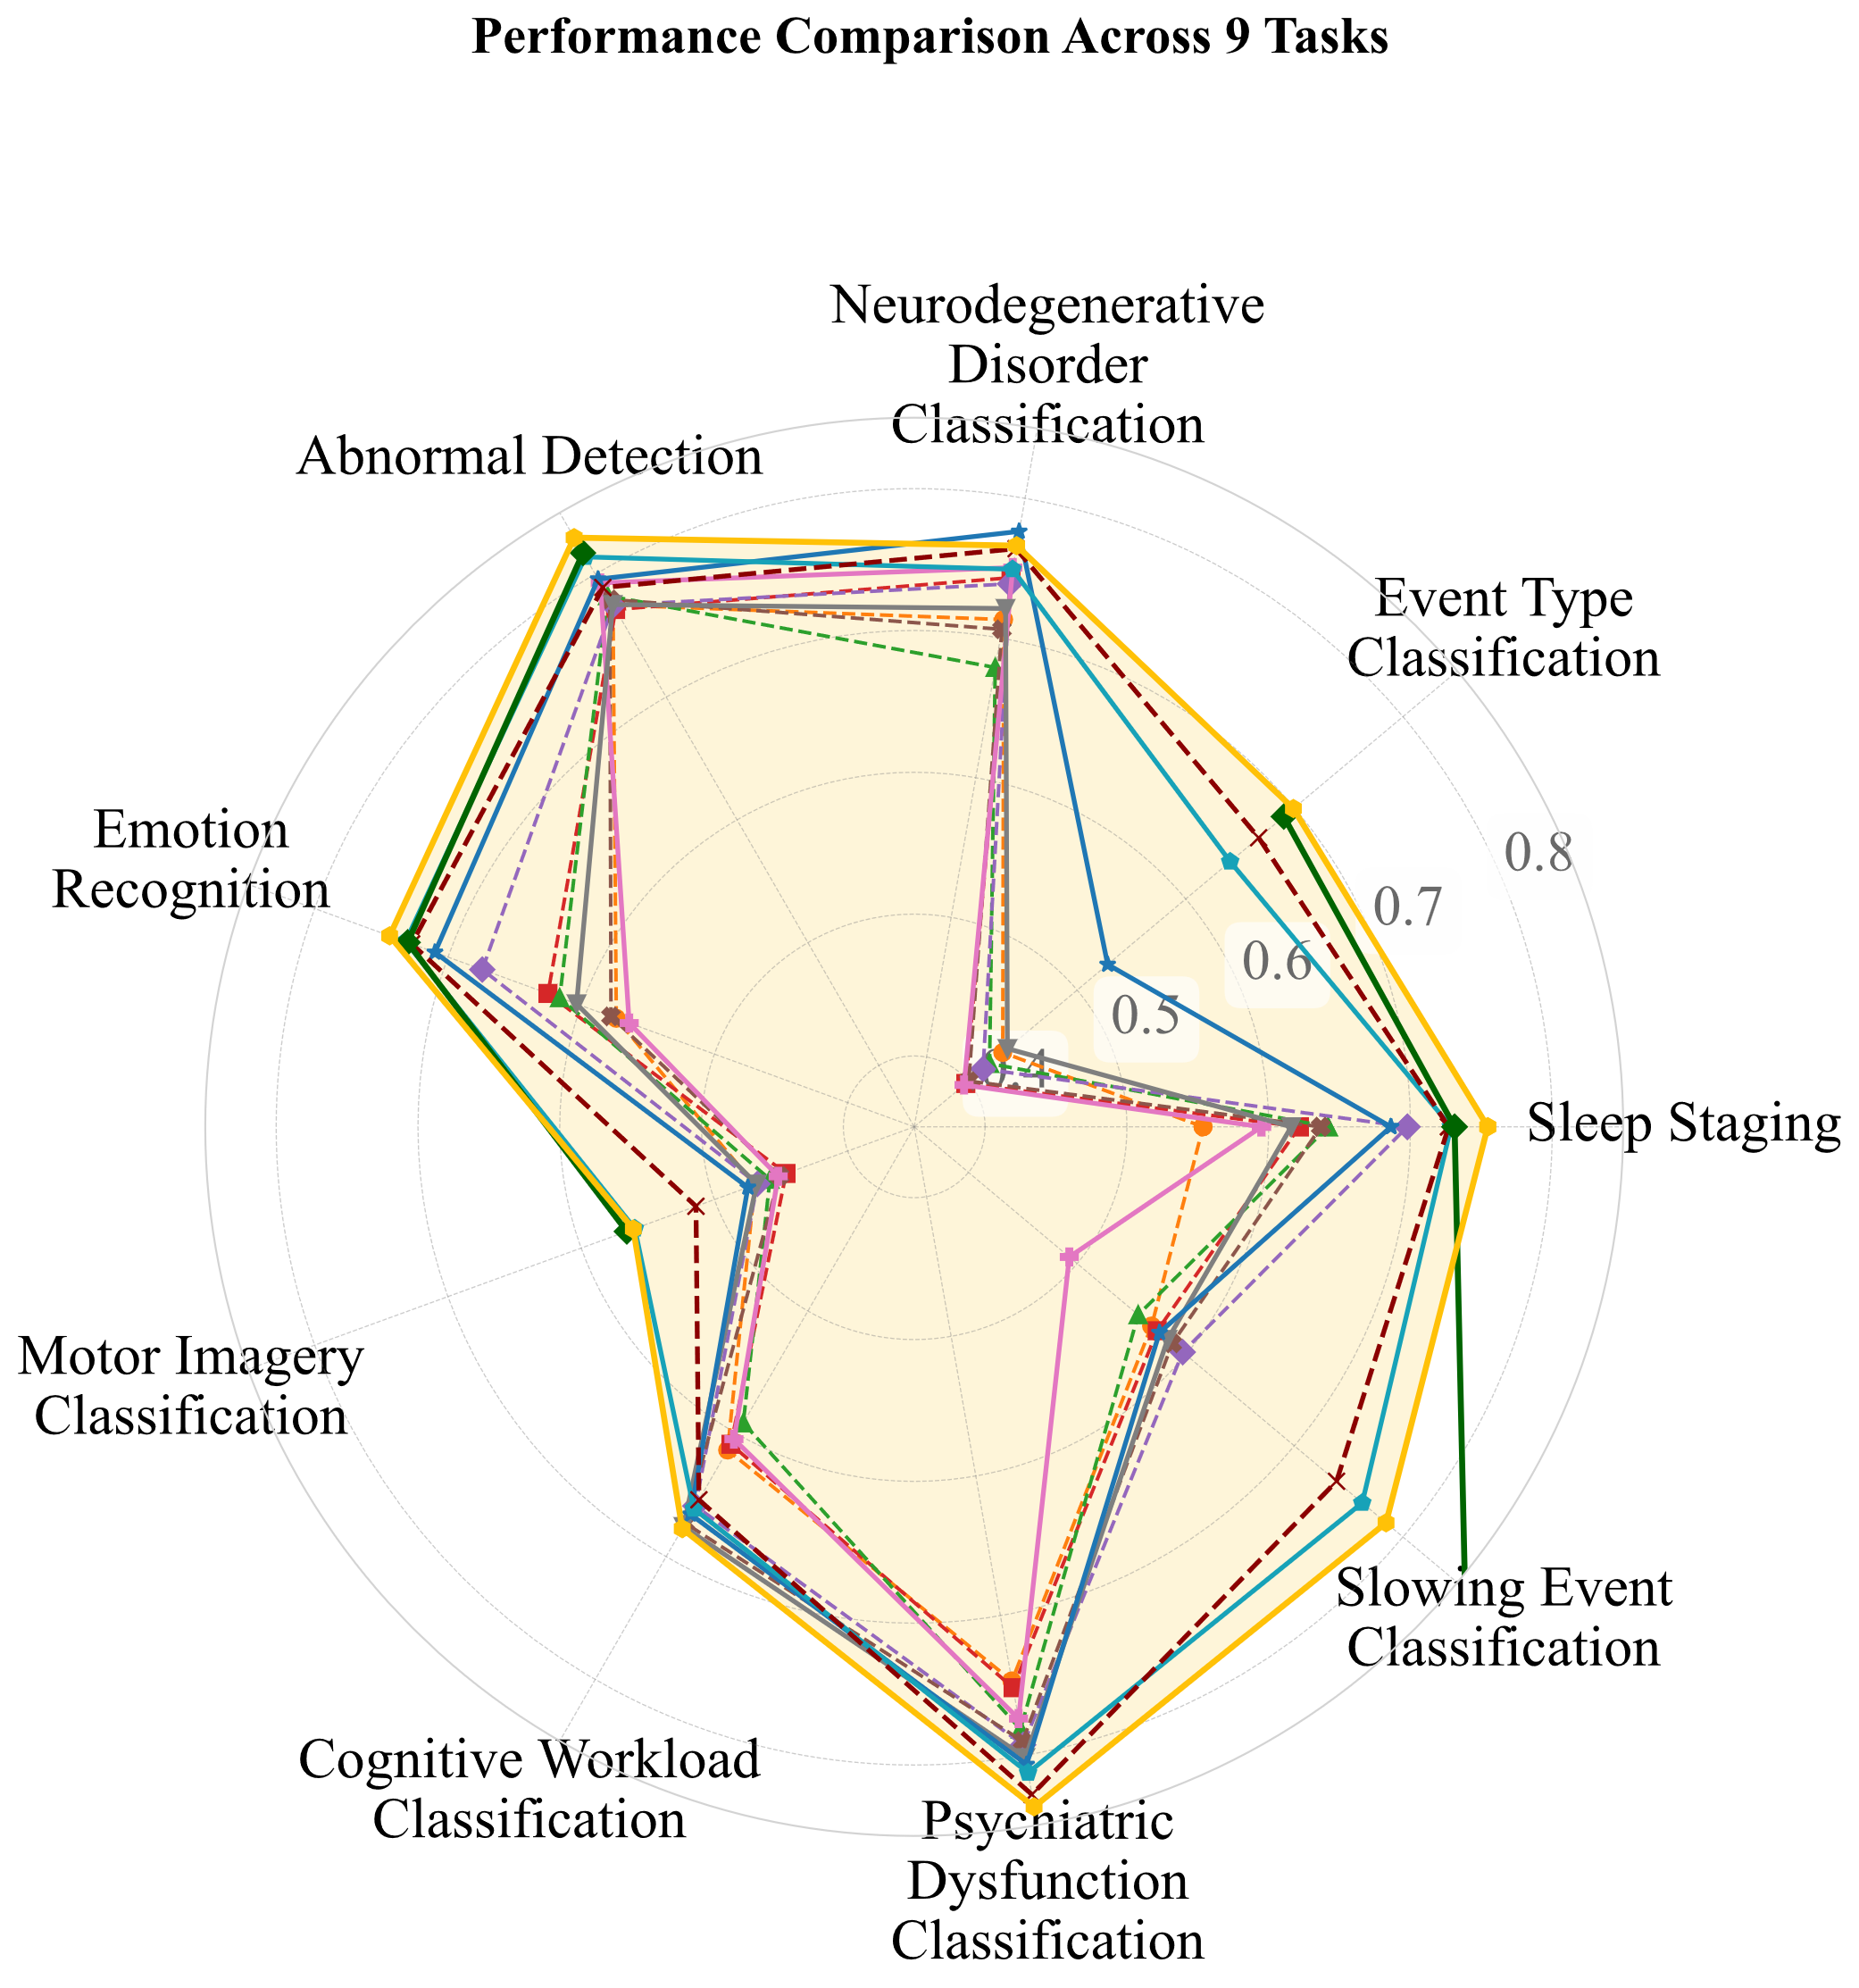 Performance Comparison Across 9 Tasks
Neurodegenerative
Disorder
Classification
Abnormal Detection
Event Type
Classification
0.8
Emotion
Recognition
0.7
0.6
0.5
Sleep Staging
Motor Imagery
Classification
Slowing Event
Classification
Cognitive Workload
Classification
Psychiatric
Dysfunction
Classification